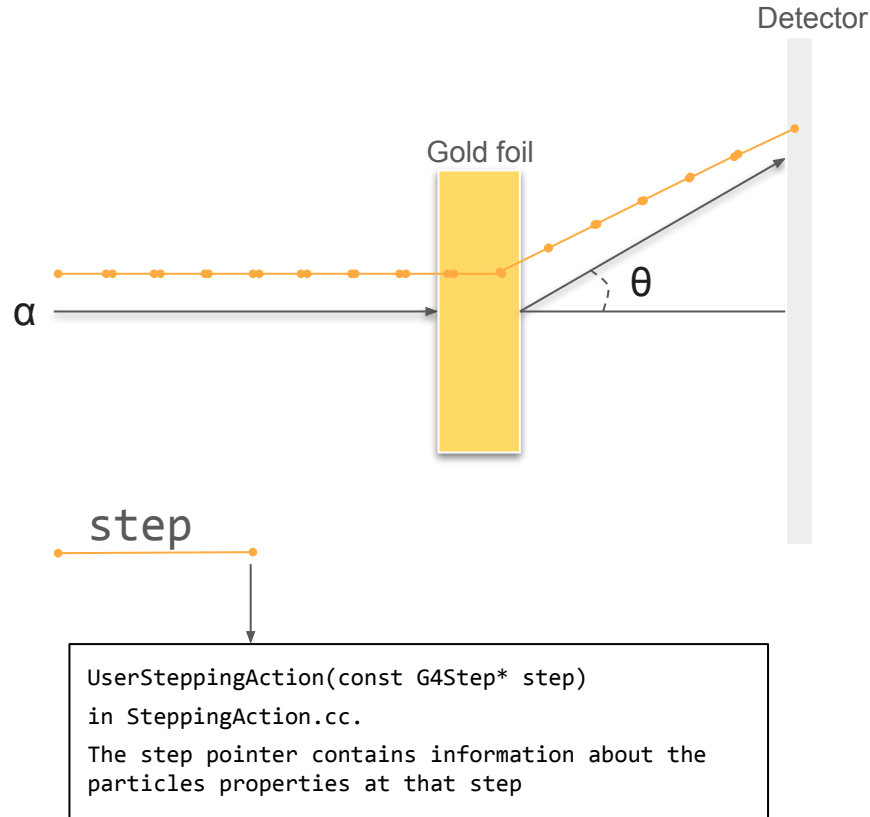 Detector
Gold foil
θ
α
step
UserSteppingAction(const G4Step* step)
in SteppingAction.cc.
The step pointer contains information about the
particles properties at that step